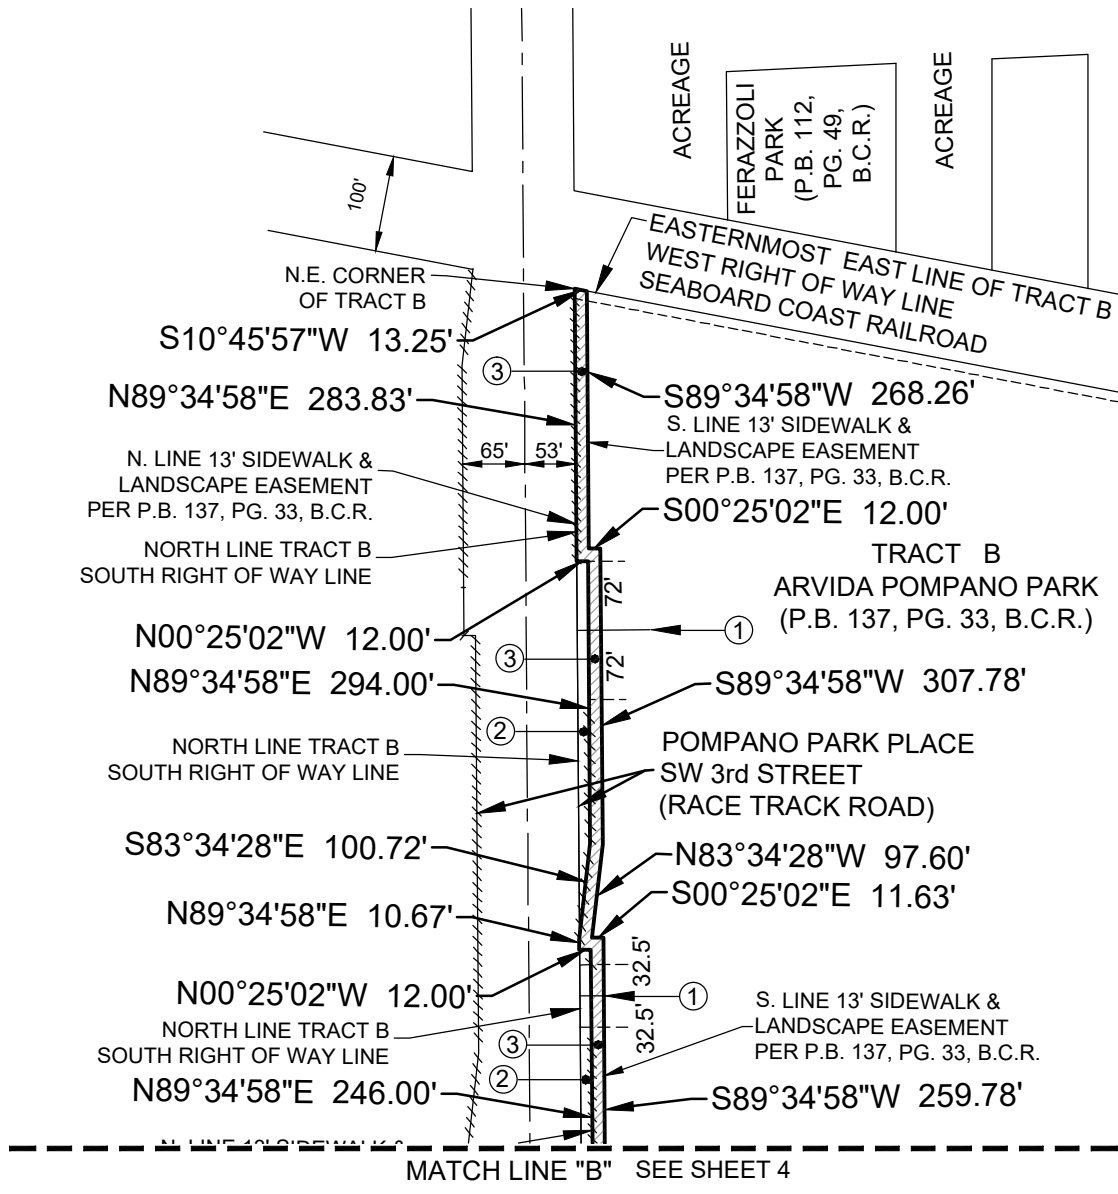 ACREAGE
FERAZZOLI
PARK
(P.B. 112,
PG. 49,
B.C.R.)
ACREAGE
100'
EASTERNMOST EAST LINE OF TRACT B
WEST RIGHT OF WAY LINE
SEABOARD COAST RAILROAD
N.E. CORNER
OF TRACT B
S10°45'57"W 13.25'
3
N89°34'58"E 283.83'
S89°34'58"W 268.26'
S. LINE 13' SIDEWALK &
LANDSCAPE EASEMENT
PER P.B. 137, PG. 33, B.C.R.
65'
53'
N. LINE 13' SIDEWALK &
LANDSCAPE EASEMENT
PER P.B. 137, PG. 33, B.C.R.
S00°25'02"E 12.00'
NORTH LINE TRACT B
SOUTH RIGHT OF WAY LINE
TRACT B
ARVIDA POMPANO PARK
(P.B. 137, PG. 33, B.C.R.)
72'
1
N00°25'02"W 12.00'
3
72'
N89°34'58"E 294.00'
S89°34'58"W 307.78'
2
NORTH LINE TRACT B
SOUTH RIGHT OF WAY LINE
POMPANO PARK PLACE
SW 3rd STREET
(RACE TRACK ROAD)
S83°34'28"E 100.72'
N83°34'28"W 97.60'
S00°25'02"E 11.63'
N89°34'58"E 10.67'
32.5'
N00°25'02"W 12.00'
1
NORTH LINE TRACT B
SOUTH RIGHT OF WAY LINE
32.5'
S. LINE 13' SIDEWALK &
LANDSCAPE EASEMENT
PER P.B. 137, PG. 33, B.C.R.
3
2
N89°34'58"E 246.00'
S89°34'58"W 259.78'
N. LINE 13' SIDEWALK &
MATCH LINE "B" SEE SHEET 4